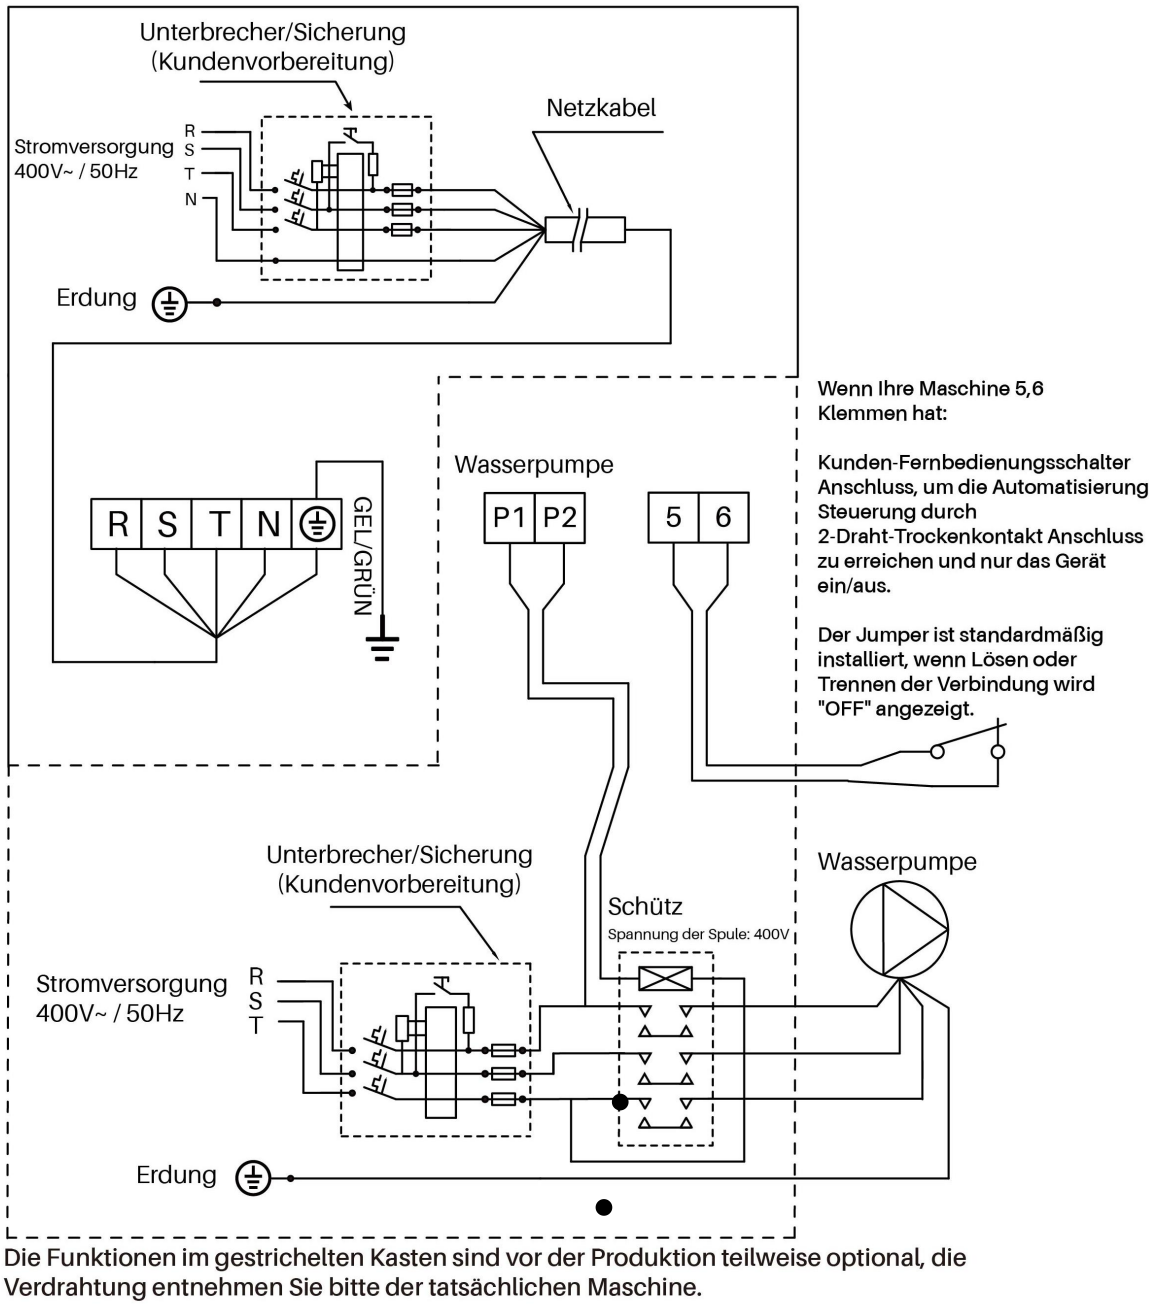 Unterbrecher/Sicherung
(Kundenvorbereitung)
Netzkabel
Stromversorgung
400V~ / 50Hz
R
S
T
N
Erdung
R S T N
GEL/GRÜN
Wasserpumpe
P1 P2
5 6
Wenn Ihre Maschine 5,6
Klemmen hat:
Kunden-Fernbedienungsschalter
Anschluss, um die Automatisierung
Steuerung durch
2-Draht-Trockenkontakt Anschluss
zu erreichen und nur das Gerät
ein/aus.
Der Jumper ist standardmäßig
installiert, wenn Lösen oder
Trennen der Verbindung wird
"OFF" angezeigt.
Unterbrecher/Sicherung
(Kundenvorbereitung)
Schütz
Spannung der Spule: 400V
Wasserpumpe
Stromversorgung
400V~ / 50Hz
R
S
T
Erdung
Die Funktionen im gestrichelten Kasten sind vor der Produktion teilweise optional, die
Verdrahtung entnehmen Sie bitte der tatsächlichen Maschine.